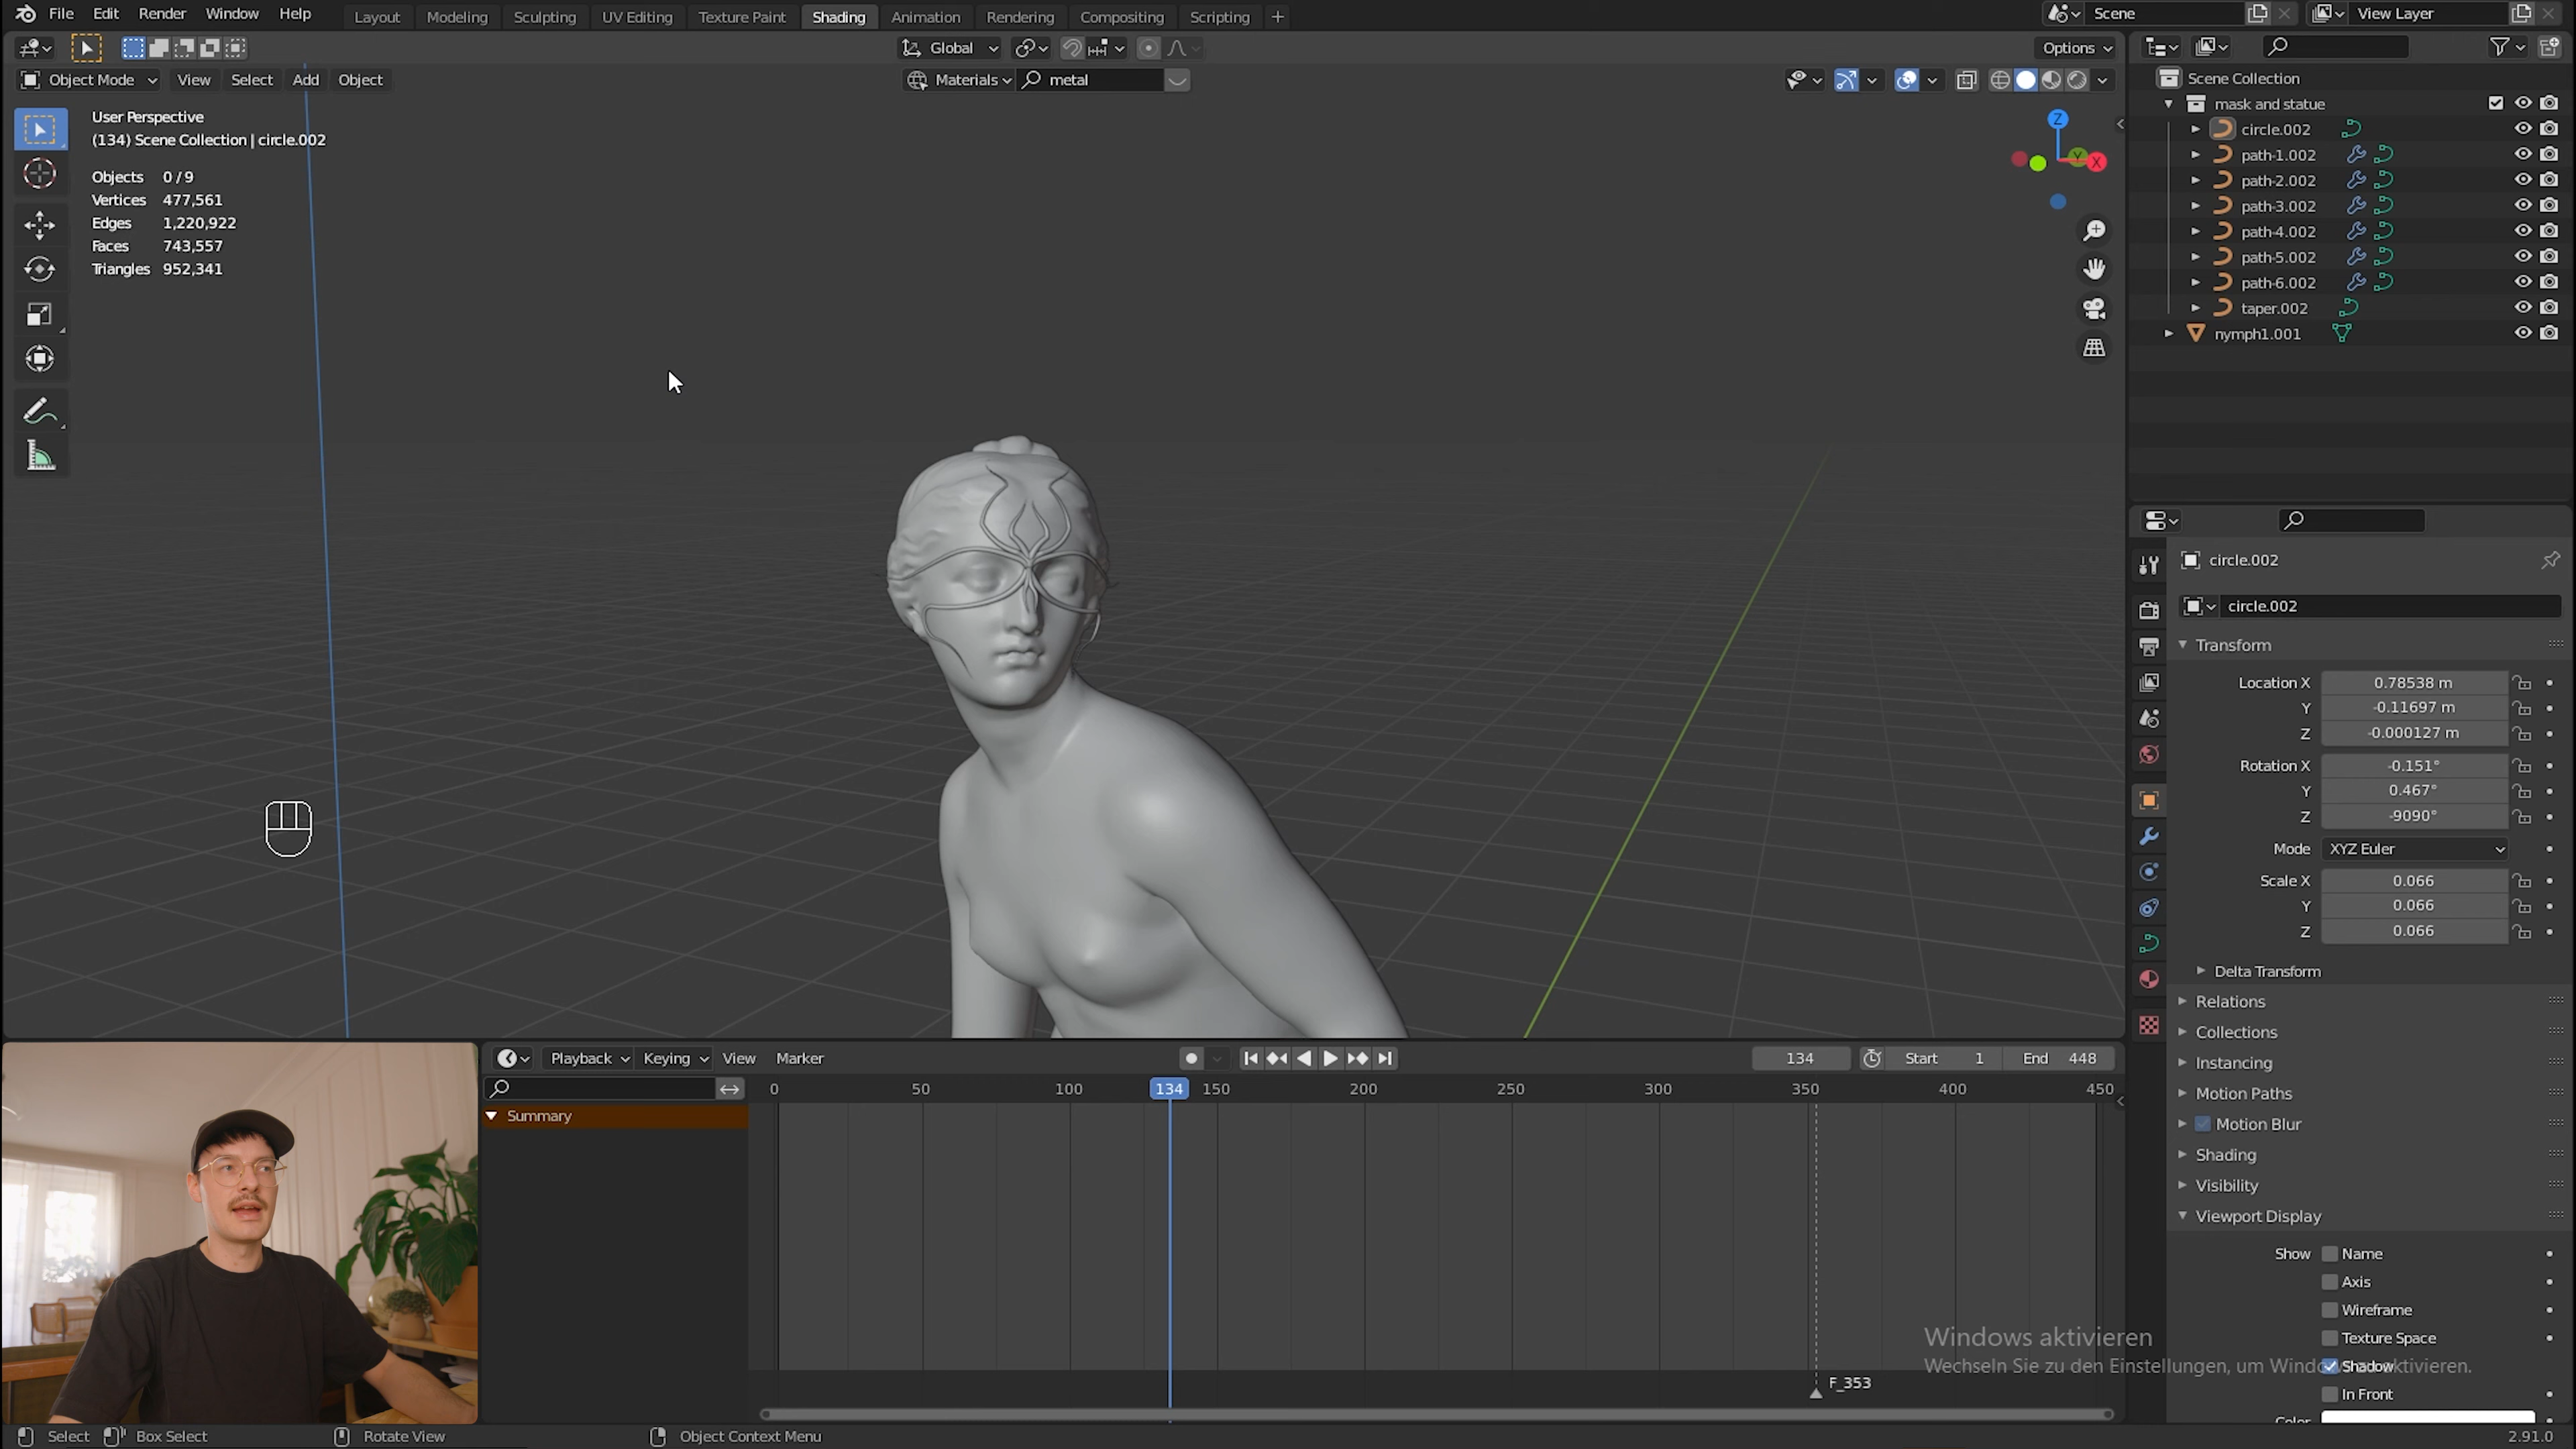 File Edit Render Window Help Layout Modeling Sculpting UV Editing Texture Paint Shading Animation Rendering Compositing Scripting + Scene View Layer
Global Options
Object Mode View Select Add Object Materials metal
User Perspective
(134) Scene Collection | circle.002
Objects 0/9
Vertices 477,561
Edges 1,220,922
Faces 743,557
Triangles 952,341
Z
Y
X
Scene Collection
mask and statue
circle.002
path-1.002
path-2.002
path-3.002
path-4.002
path-5.002
path-6.002
taper.002
nymph1.001
circle.002
circle.002
Transform
Location X 0.78538 m
Y -0.11697 m
Z -0.000127 m
Rotation X -0.151°
Y 0.467°
Z -9090°
Mode XYZ Euler
Scale X 0.066
Y 0.066
Z 0.066
Delta Transform
Relations
Collections
Instancing
Motion Paths
Motion Blur
Shading
Visibility
Viewport Display
Show Name
Axis
Wireframe
Texture Space
Shadow
In Front
Color
Playback Keying View Marker 134 Start 1 End 448
0 50 100 134 150 200 250 300 350 400 450
Summary
F_353
Windows aktivieren
Wechseln Sie zu den Einstellungen, um Windows zu aktivieren.
Select Box Select Rotate View Object Context Menu 2.91.0